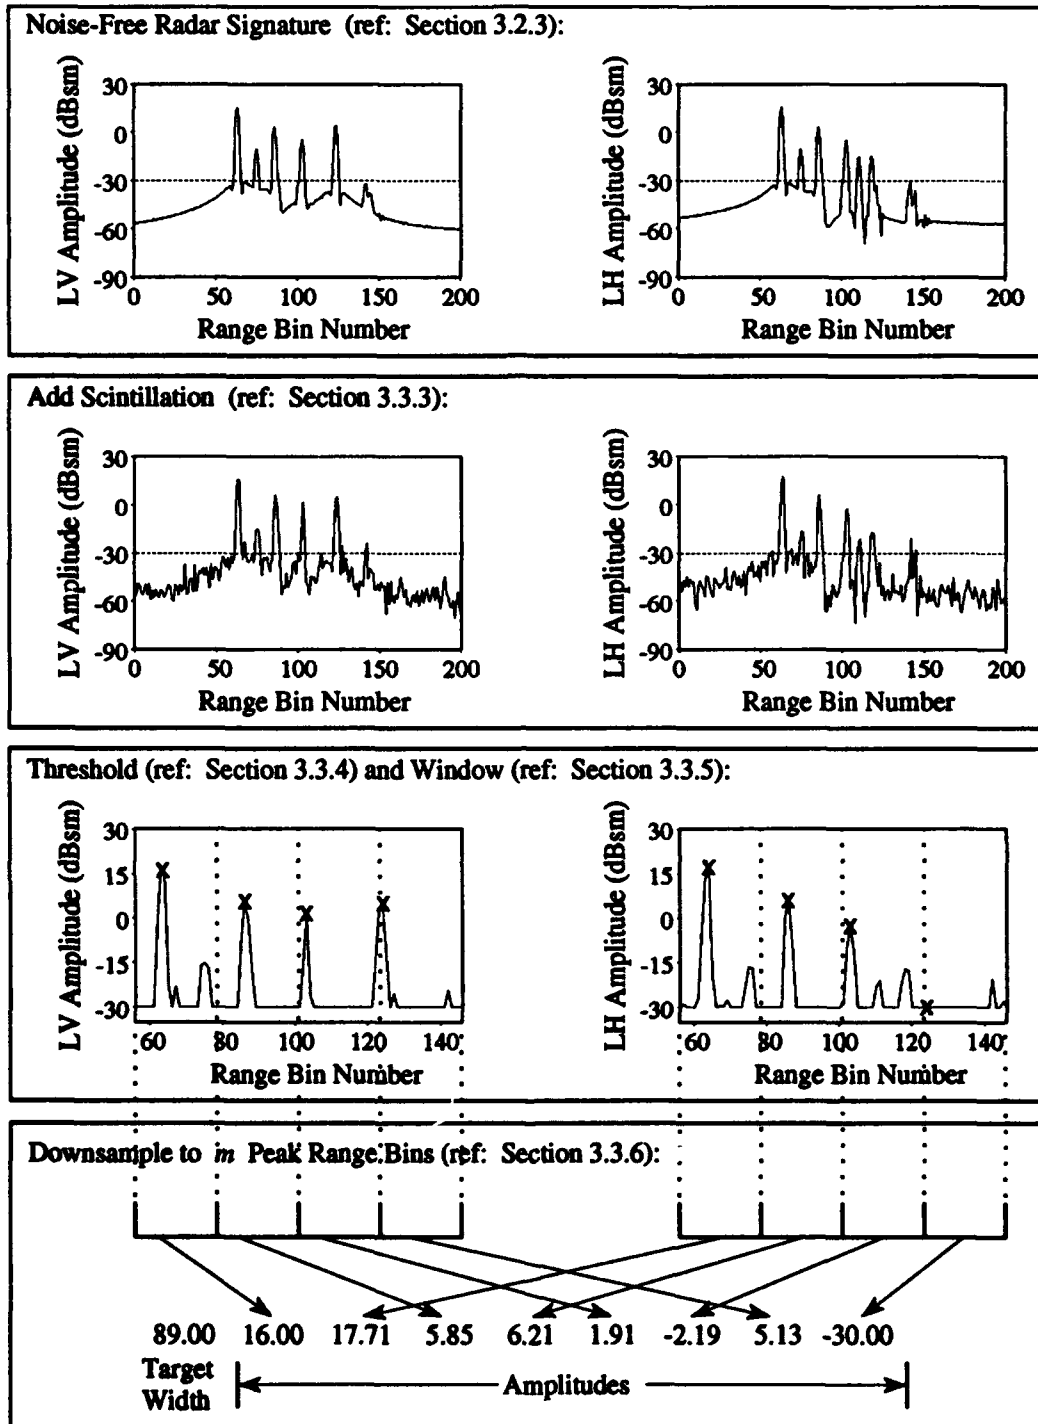 Noise-Free Radar Signature (ref: Section 3.2.3):
LV Amplitude (dBsm)
30
0
-30
-60
-90
0 50 100 150 200
Range Bin Number
LH Amplitude (dBsm)
30
0
-30
-60
-90
0 50 100 150 200
Range Bin Number
Add Scintillation (ref: Section 3.3.3):
LV Amplitude (dBsm)
30
0
-30
-60
-90
0 50 100 150 200
Range Bin Number
LH Amplitude (dBsm)
30
0
-30
-60
-90
0 50 100 150 200
Range Bin Number
Threshold (ref: Section 3.3.4) and Window (ref: Section 3.3.5):
LV Amplitude (dBsm)
30
15
0
-15
-30
60 80 100 120 140
Range Bin Number
LH Amplitude (dBsm)
30
15
0
-15
-30
60 80 100 120 140
Range Bin Number
Downsample to m Peak Range Bins (ref: Section 3.3.6):
89.00 16.00 17.71 5.85 6.21 1.91 -2.19 5.13 -30.00
Target
Width
Amplitudes